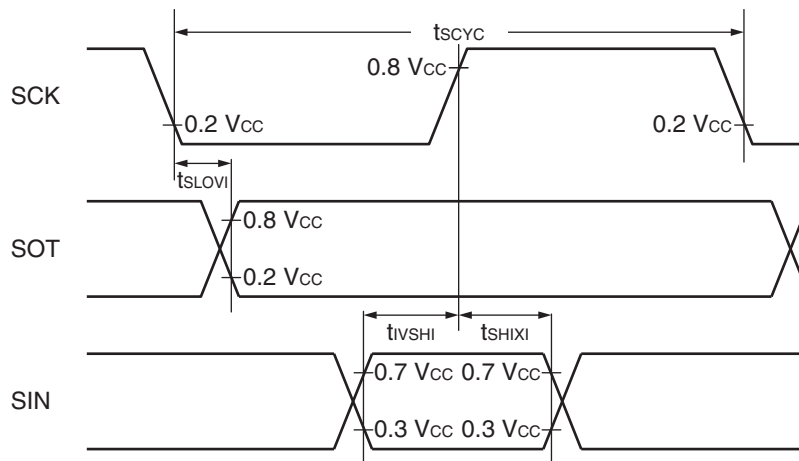 tSCYC
SCK
0.8 VCC
0.2 VCC
0.2 VCC
tSLOVI
SOT
0.8 VCC
0.2 VCC
tIVSHI
tSHIXI
SIN
0.7 VCC
0.7 VCC
0.3 VCC
0.3 VCC